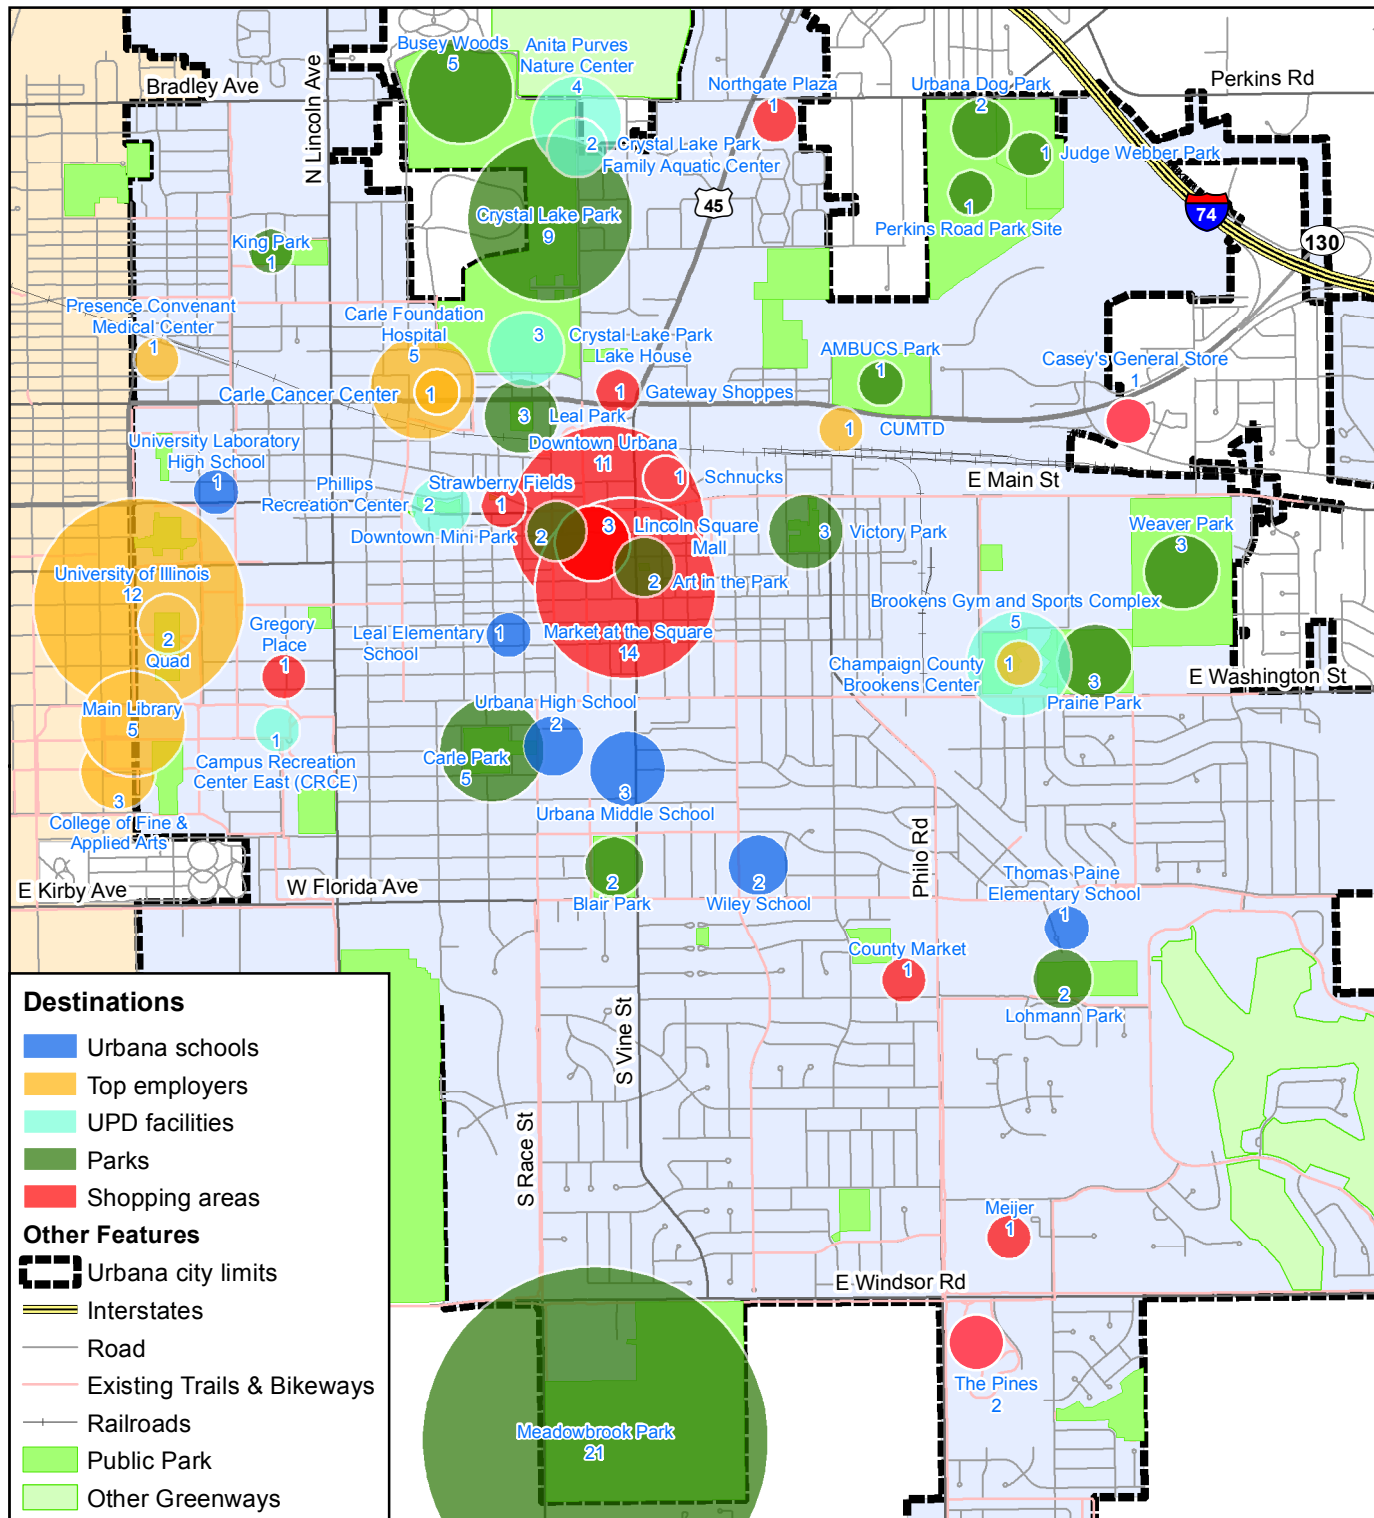 Busey Woods
5
Anita Purves
Nature Center
4
Northgate Plaza
1
Urbana Dog Park
2
Perkins Rd
Bradley Ave
N Lincoln Ave
2
Crystal Lake Park
Family Aquatic Center
1
Judge Webber Park
45
74
130
Crystal Lake Park
9
1
Perkins Road Park Site
King Park
1
Presence Convenant
Medical Center
1
Carle Foundation
Hospital
5
3
Crystal Lake Park
Lake House
AMBUCS Park
1
Casey's General Store
1
Carle Cancer Center
1
1
Gateway Shoppes
3
Leal Park
1
CUMTD
University Laboratory
High School
1
Downtown Urbana
11
1
Schnucks
E Main St
Phillips
Recreation Center
2
Strawberry Fields
1
Downtown Mini Park
2
3
Lincoln Square
Mall
3
Victory Park
Weaver Park
3
University of Illinois
12
2
Art in the Park
2
Quad
Gregory
Place
1
Leal Elementary
School
1
Market at the Square
14
Brookens Gym and Sports Complex
5
Champaign County
Brookens Center
1
3
Prairie Park
E Washington St
Main Library
5
Urbana High School
2
1
Campus Recreation
Center East (CRCE)
Carle Park
5
3
Urbana Middle School
3
College of Fine &
Applied Arts
E Kirby Ave
W Florida Ave
2
Blair Park
2
Wiley School
Philo Rd
Thomas Paine
Elementary School
1
County Market
1
2
Lohmann Park
S Vine St
S Race St
Meijer
1
E Windsor Rd
The Pines
2
Meadowbrook Park
21
Destinations
Urbana schools
Top employers
UPD facilities
Parks
Shopping areas
Other Features
Urbana city limits
Interstates
Road
Existing Trails & Bikeways
Railroads
Public Park
Other Greenways